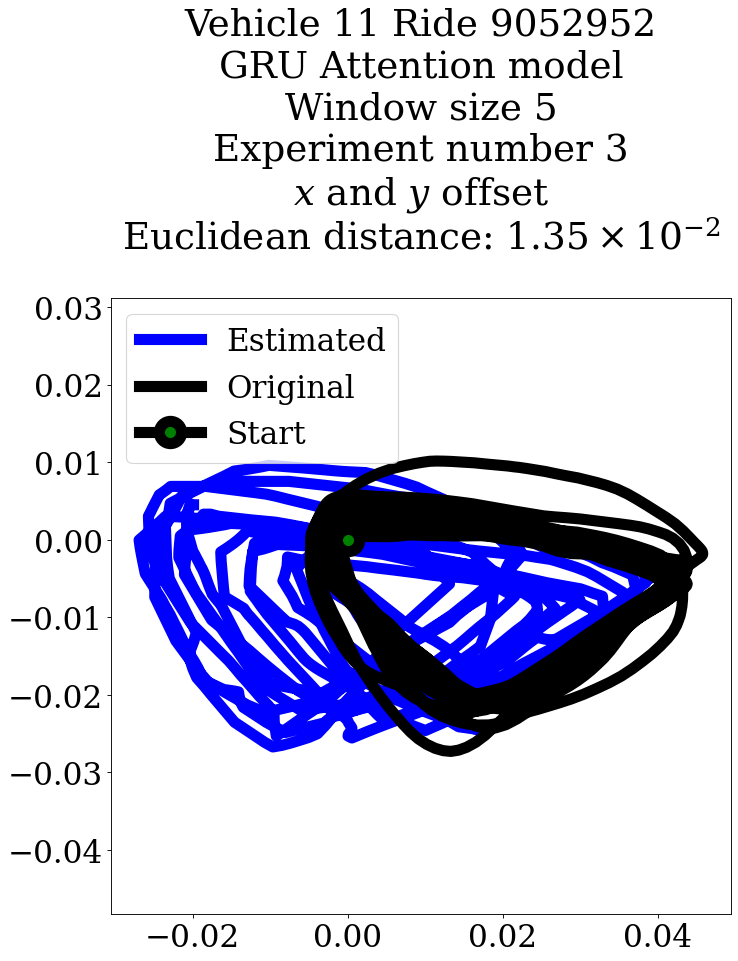 Vehicle 11 Ride 9052952
GRU Attention model
Window size 5
Experiment number 3
x and y offset
Euclidean distance: 1.35 × 10⁻²
Estimated
Original
Start
0.03
0.02
0.01
0.00
−0.01
−0.02
−0.03
−0.04
−0.02 0.00 0.02 0.04